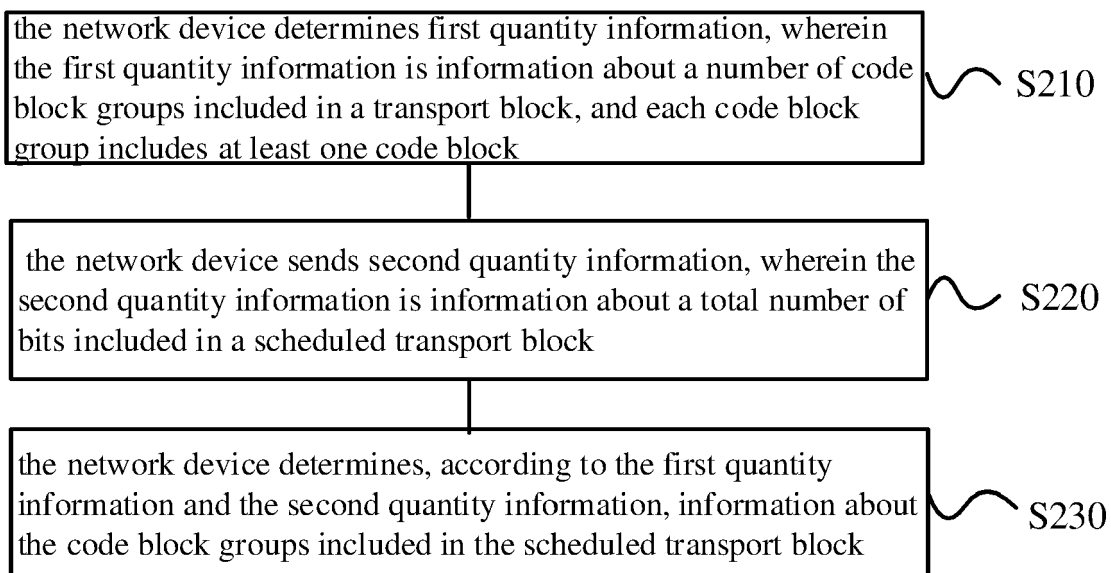 the network device determines first quantity information, wherein
the first quantity information is information about a number of code
block groups included in a transport block, and each code block
group includes at least one code block
S210
the network device sends second quantity information, wherein the
second quantity information is information about a total number of
bits included in a scheduled transport block
S220
the network device determines, according to the first quantity
information and the second quantity information, information about
the code block groups included in the scheduled transport block
S230